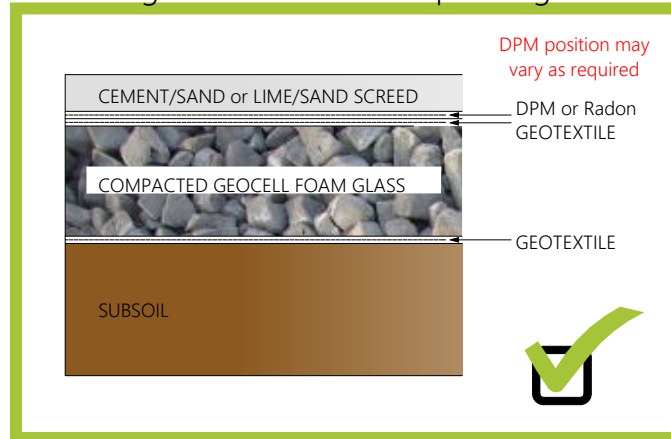 DPM position may
vary as required
CEMENT/SAND or LIME/SAND SCREED
DPM or Radon
GEOTEXTILE
COMPACTED GEOCELL FOAM GLASS
GEOTEXTILE
SUBSOIL